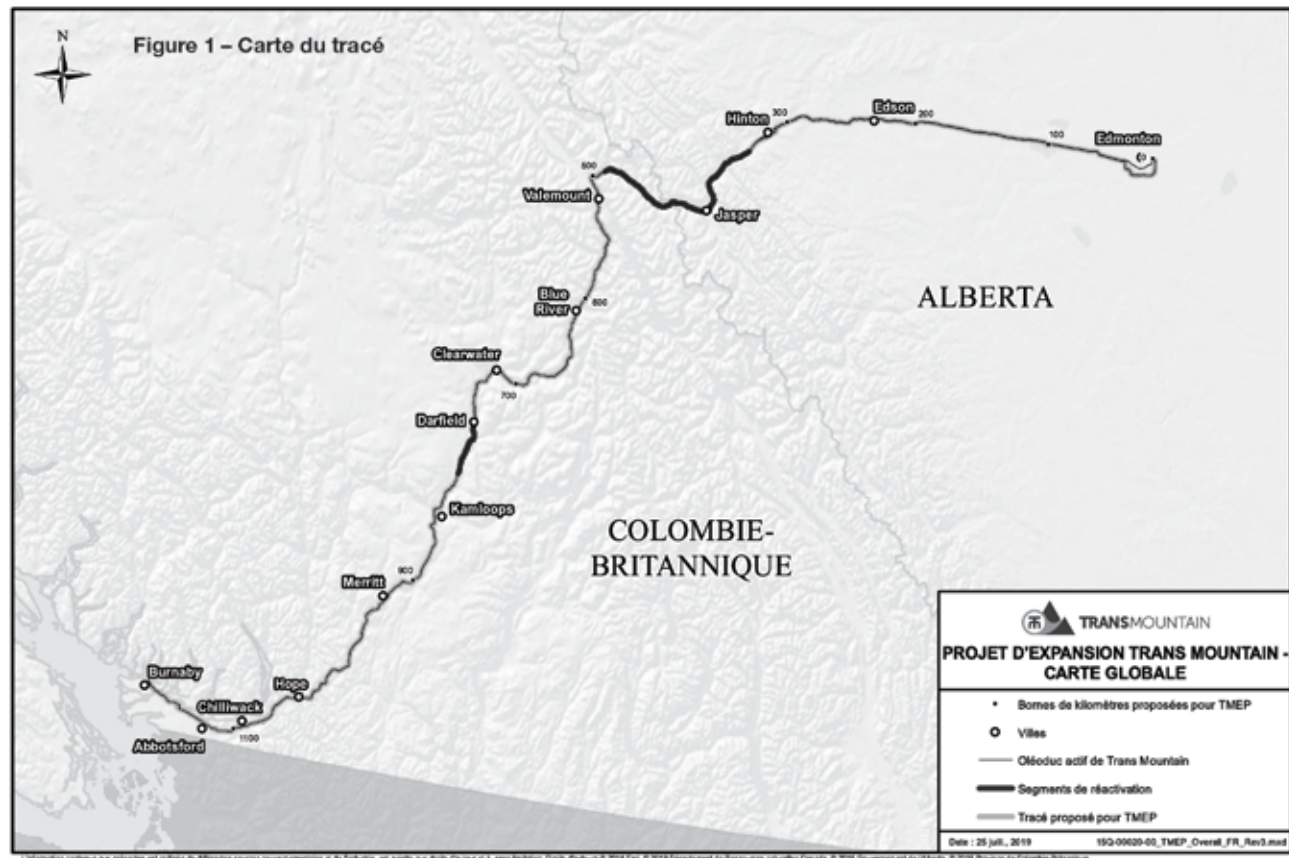 Figure 1 – Carte du tracé
N
Hinton
300
Edson
200
100
Edmonton
0
500
Valemount
Jasper
ALBERTA
Blue
River
600
Clearwater
700
Darfield
Kamloops
COLOMBIE-
BRITANNIQUE
Merritt
900
Burnaby
Hope
Chilliwack
Abbotsford
1100
TRANSMOUNTAIN
PROJET D'EXPANSION TRANS MOUNTAIN -
CARTE GLOBALE
Bornes de kilomètres proposées pour TMEP
Villes
Oléoduc actif de Trans Mountain
Segments de réactivation
Tracé proposé pour TMEP
Date : 25 juil., 2019
15Q-00020-00_TMEP_Overall_FR_Rev3.mxd